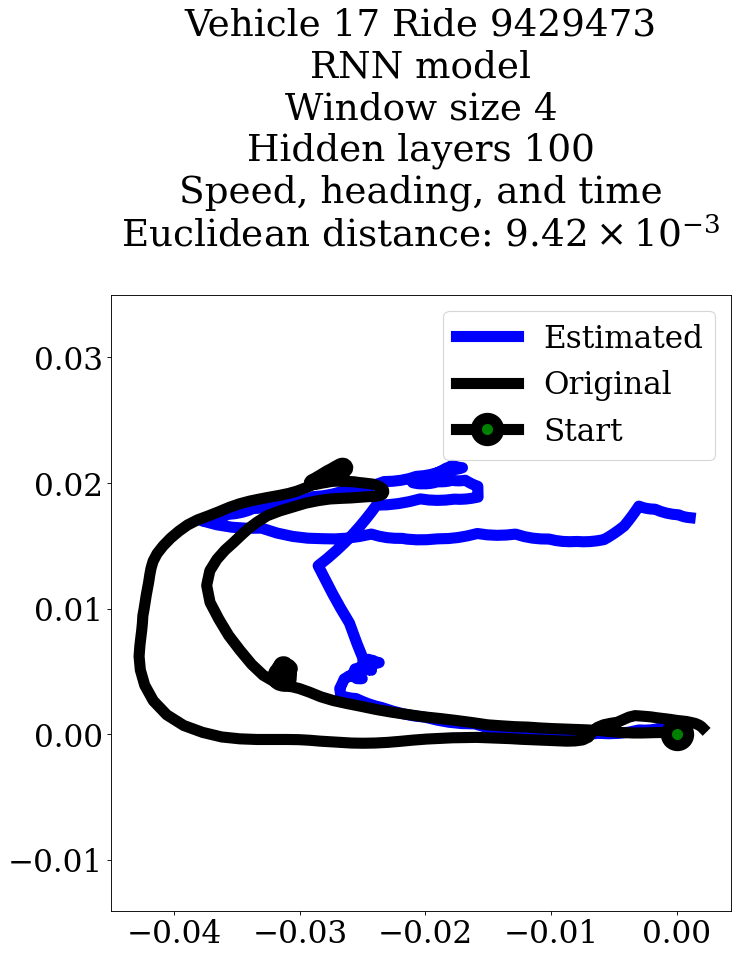 Vehicle 17 Ride 9429473
RNN model
Window size 4
Hidden layers 100
Speed, heading, and time
Euclidean distance: 9.42 × 10⁻³
Estimated
Original
Start
0.03
0.02
0.01
0.00
−0.01
−0.04 −0.03 −0.02 −0.01 0.00